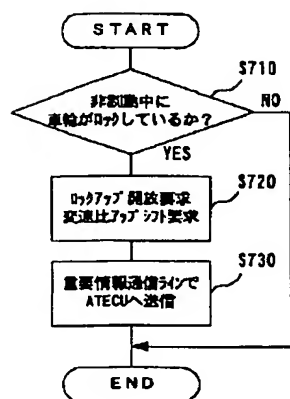 START
S710
非制動中に
車輪がロックしているか?
NO
YES
S720
ロックアップ開放要求
変速比アップシフト要求
S730
重要情報通信ラインで
ATECUへ送信
END